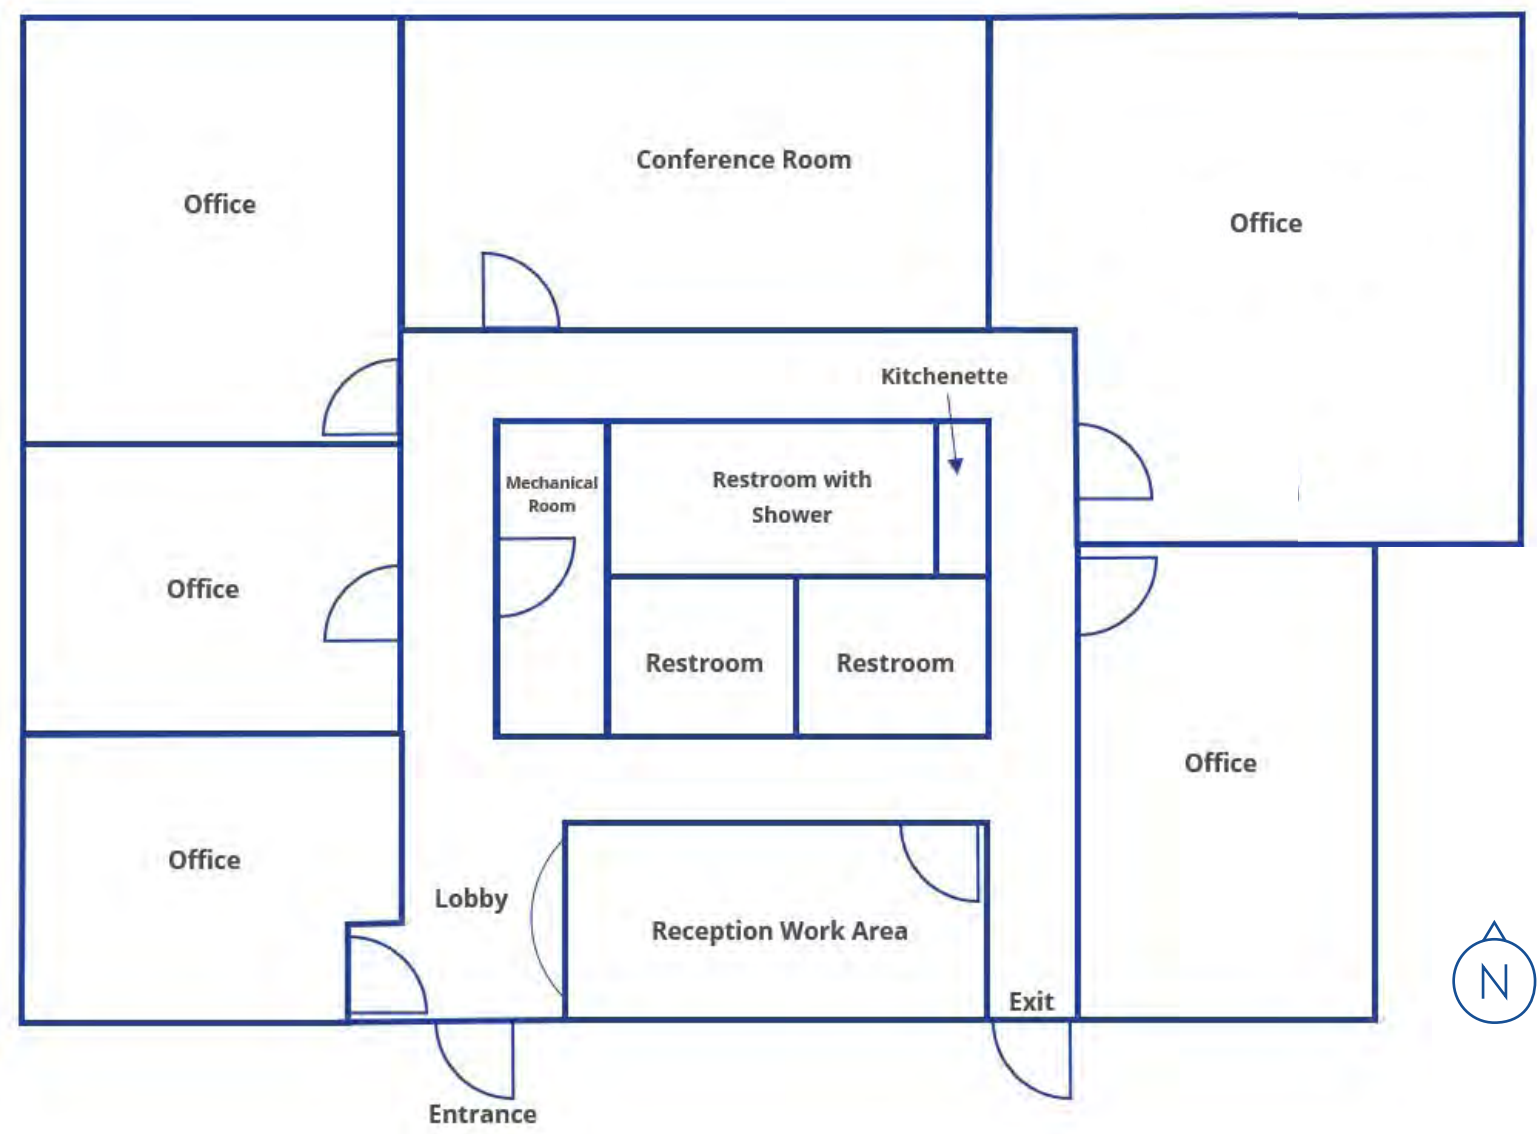 Conference Room
Office
Office
Kitchenette
Mechanical
Room
Restroom with
Shower
Office
Restroom
Restroom
Office
Office
Lobby
Reception Work Area
Exit
N
Entrance